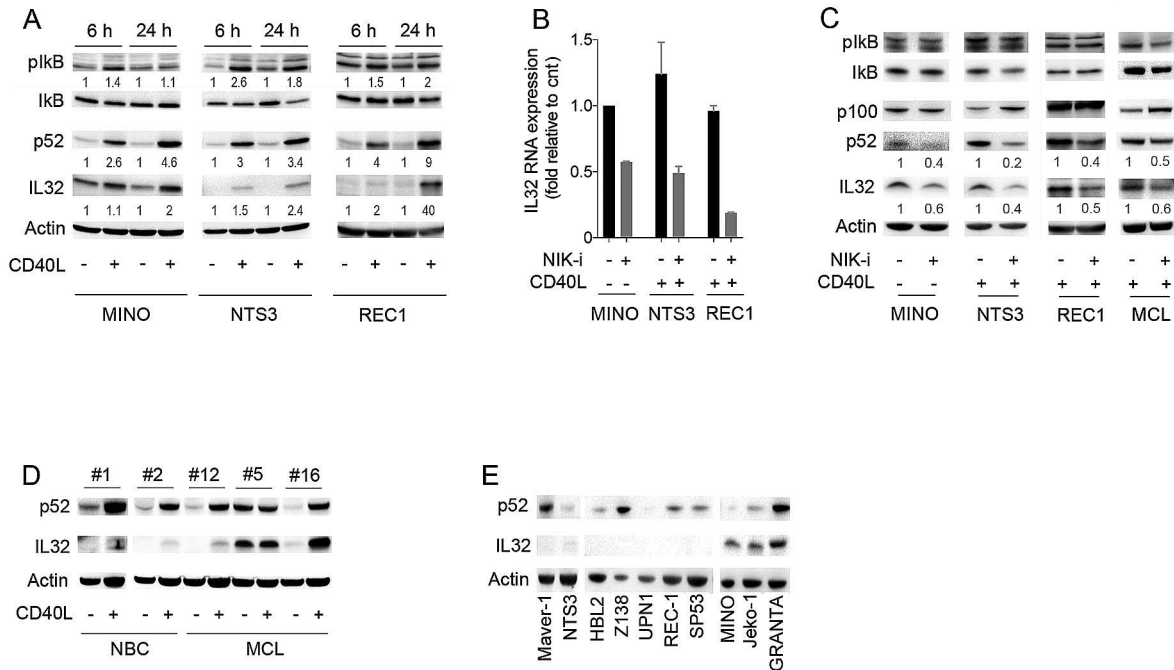 A
6 h 24 h 6 h 24 h 6 h 24 h
pIkB
1 1.4 1 1.1 1 2.6 1 1.8 1 1.5 1 2
IkB
p52
1 2.6 1 4.6 1 3 1 3.4 1 4 1 9
IL32
1 1.1 1 2 1 1.5 1 2.4 1 2 1 40
Actin
CD40L - + - + - + - + - + - +
MINO NTS3 REC1
B
IL32 RNA expression
(fold relative to cnt)
1.5
1.0
0.5
0
NIK-i - + - + - +
CD40L - - + + + +
MINO NTS3 REC1
C
pIkB
IkB
p100
p52
1 0.4 1 0.2 1 0.4 1 0.5
IL32
1 0.6 1 0.4 1 0.5 1 0.6
Actin
NIK-i - + - + - + - +
CD40L - - + + + + + +
MINO NTS3 REC1 MCL
D
#1 #2 #12 #5 #16
p52
IL32
Actin
CD40L - + - + - + - + - +
NBC MCL
E
p52
IL32
Actin
Maver-1 NTS3 HBL2 Z138 UPN1 REC-1 SP53 MINO Jeko-1 GRANTA